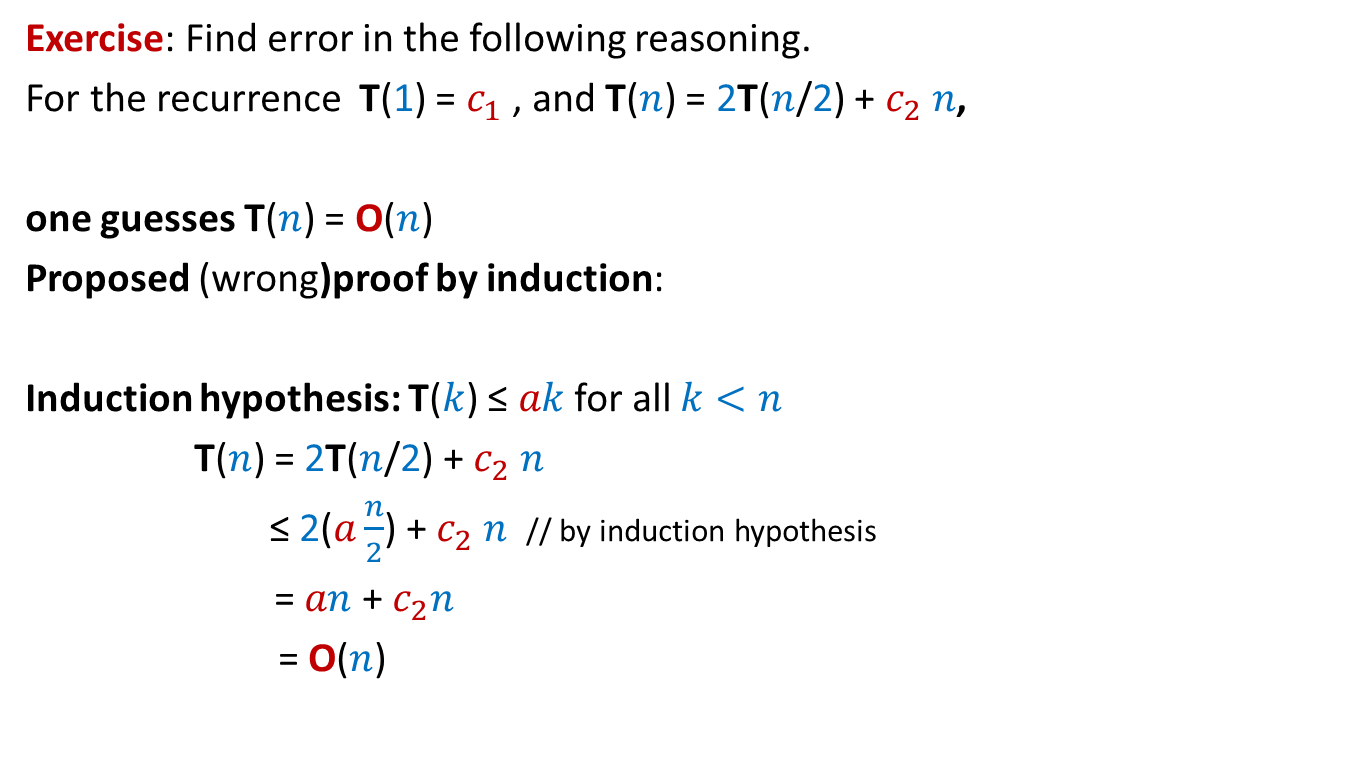 Exercise: Find error in the following reasoning.
For the recurrence T(1) = c₁ , and T(n) = 2T(n/2) + c₂ n,
one guesses T(n) = O(n)
Proposed (wrong)proof by induction:
Induction hypothesis: T(k) ≤ ak for all k < n
T(n) = 2T(n/2) + c₂ n
≤ 2(a n/2) + c₂ n // by induction hypothesis
= an + c₂n
= O(n)